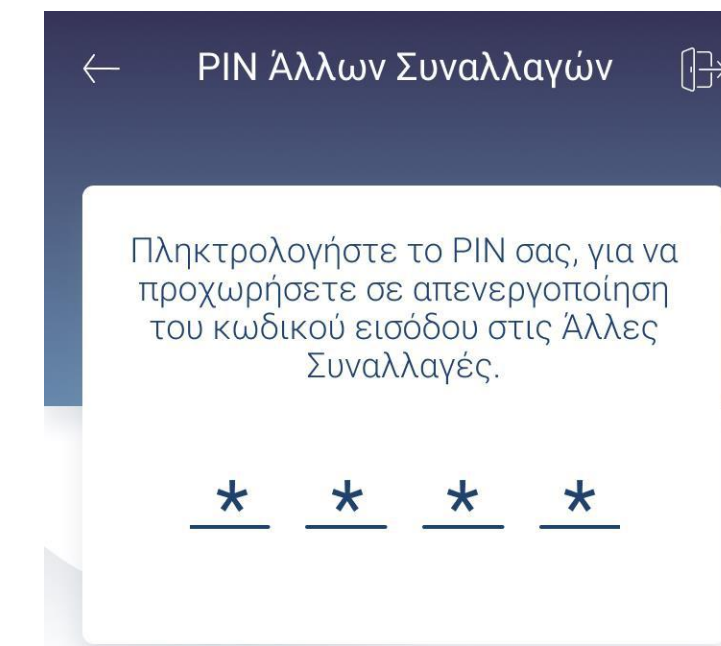 PIN Άλλων Συναλλαγών
Πληκτρολογήστε το PIN σας, για να
προχωρήσετε σε απενεργοποίηση
του κωδικού εισόδου στις Άλλες
Συναλλαγές.
* * * *